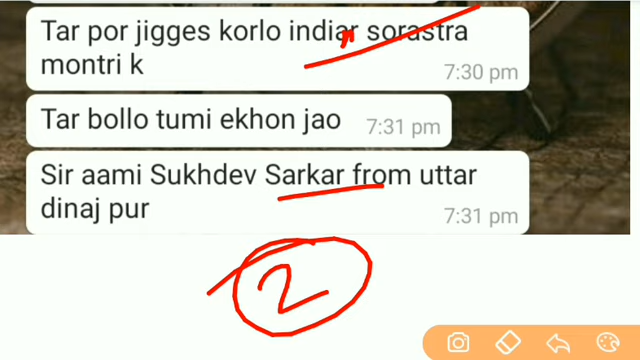 Tar por jigges korlo indiar sorastra
montri k
7:30 pm
Tar bollo tumi ekhon jao
7:31 pm
Sir aami Sukhdev Sarkar from uttar
dinaj pur
7:31 pm
2